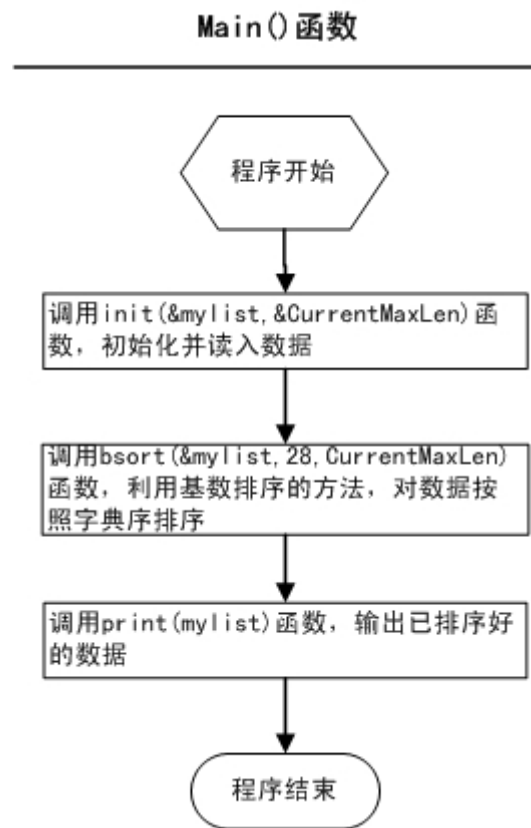 Main()函数
程序开始
调用init(&mylist,&CurrentMaxLen)函
数，初始化并读入数据
调用bsort(&mylist,28,CurrentMaxLen)
函数，利用基数排序的方法，对数据按
照字典序排序
调用print(mylist)函数，输出已排序好
的数据
程序结束